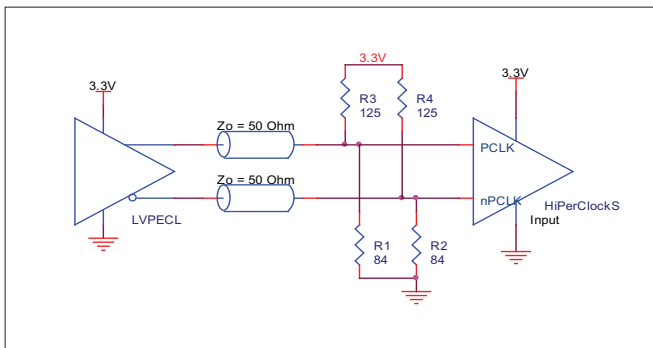 3.3V
3.3V
3.3V
R3
125
R4
125
Zo = 50 Ohm
Zo = 50 Ohm
LVPECL
PCLK
nPCLK
HiPerClockS
Input
R1
84
R2
84